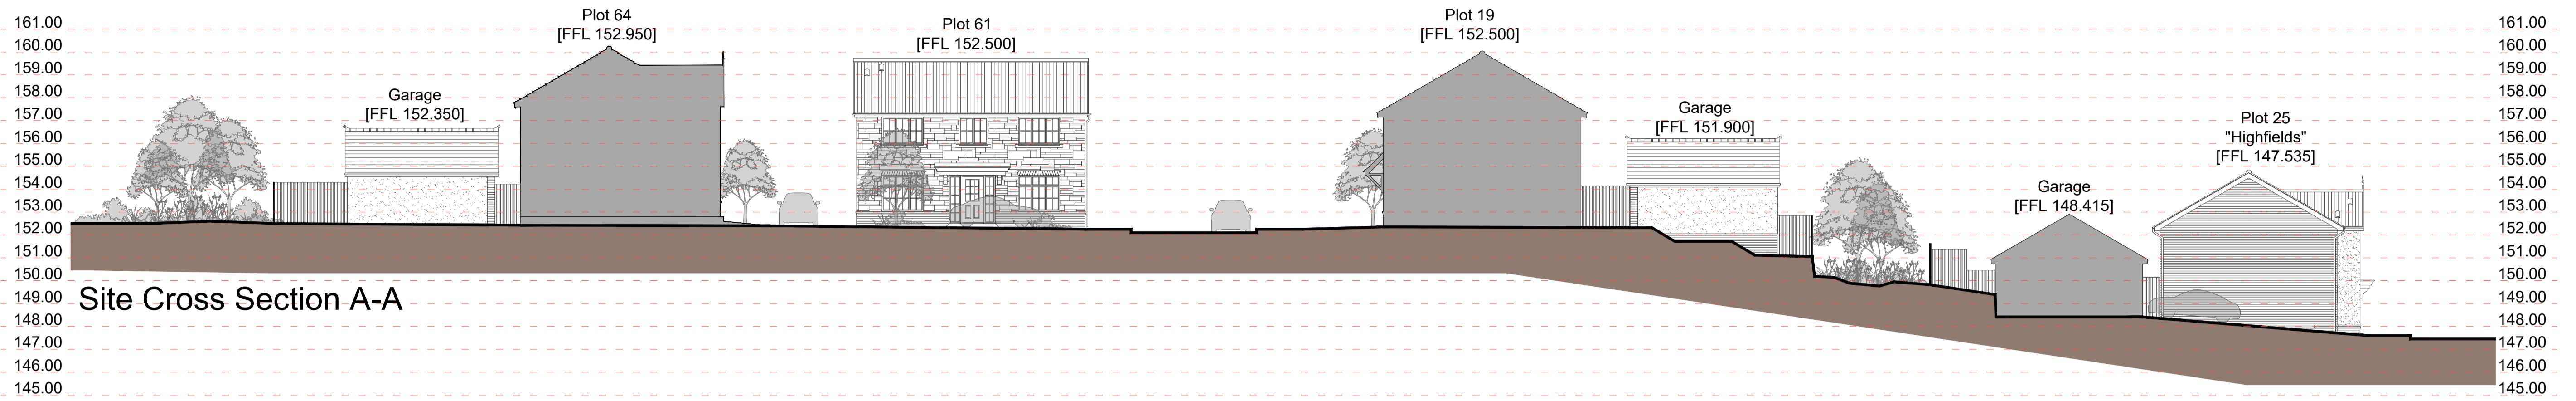 161.00
160.00
159.00
158.00
157.00
156.00
155.00
154.00
153.00
152.00
151.00
150.00
149.00
148.00
147.00
146.00
145.00
Garage
[FFL 152.350]
Plot 64
[FFL 152.950]
Plot 61
[FFL 152.500]
Plot 19
[FFL 152.500]
Garage
[FFL 151.900]
Garage
[FFL 148.415]
Plot 25
"Highfields"
[FFL 147.535]
161.00
160.00
159.00
158.00
157.00
156.00
155.00
154.00
153.00
152.00
151.00
150.00
149.00
148.00
147.00
146.00
145.00
Site Cross Section A-A